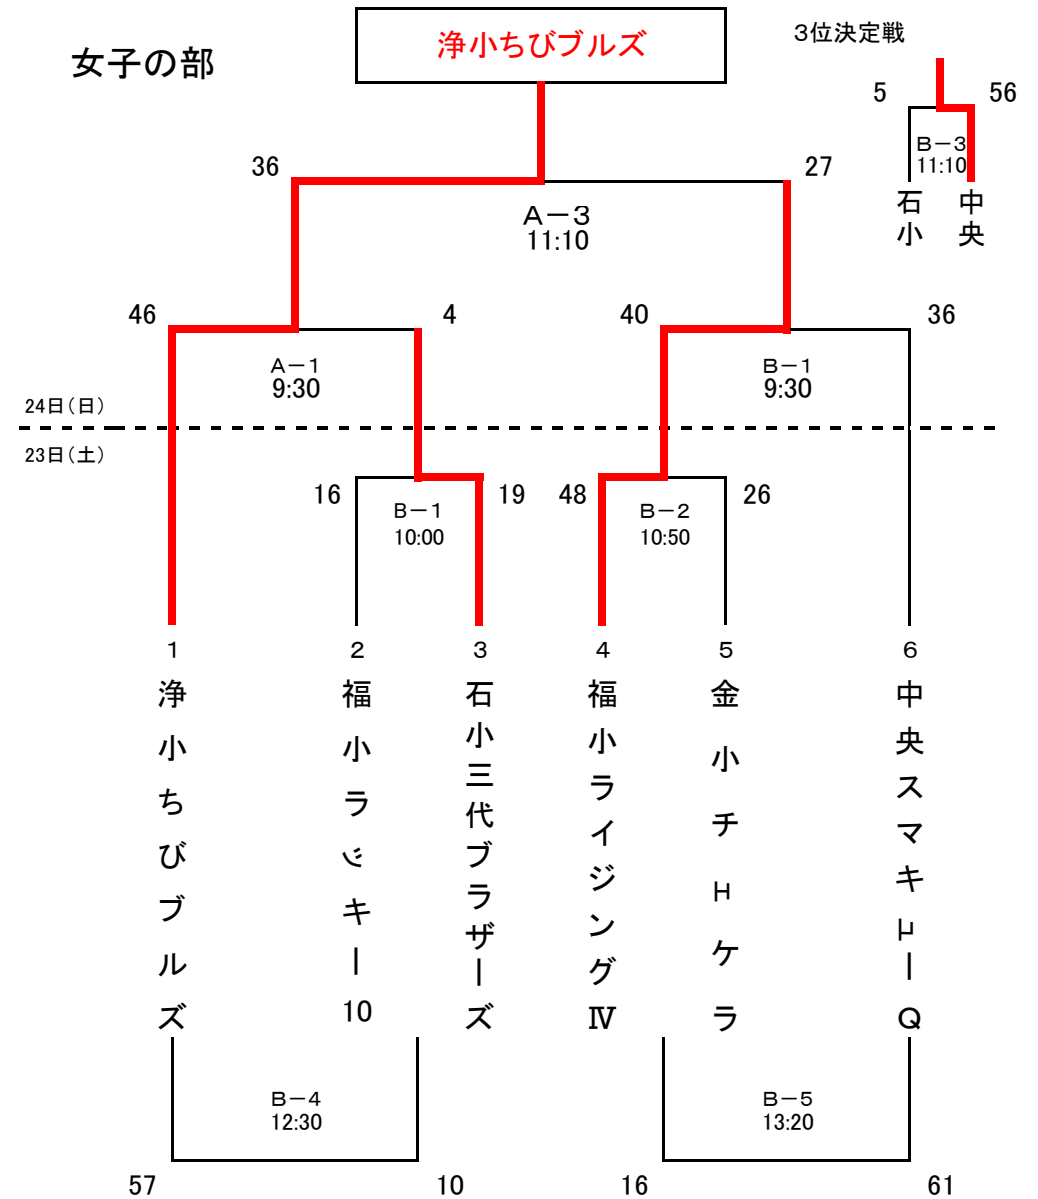 浄小ちびブルズ
3位決定戦
女子の部
5
56
B－3
11:10
石小
中央
36
27
A－3
11:10
46
4
40
36
A－1
9:30
B－1
9:30
24日(日)
23日(土)
16
19
48
26
B－1
10:00
B－2
10:50
1
2
3
4
5
6
浄小ちびブルズ
福小ラッキー10
石小三代ブラザーズ
福小ライジングⅣ
金小チェケラ
中央スマキューQ
B－4
12:30
B－5
13:20
57
10
16
61